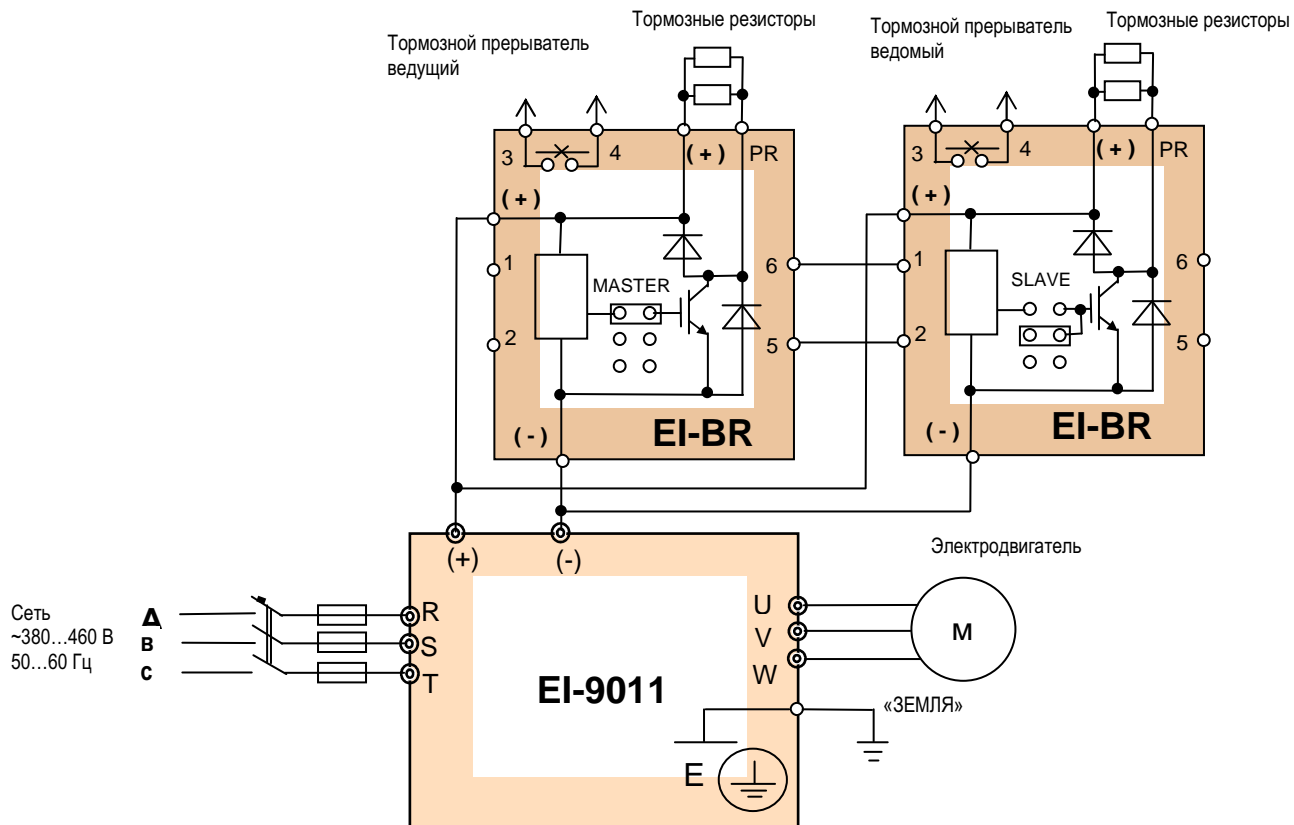 Тормозной прерыватель
ведущий
Тормозные резисторы
Тормозной прерыватель
ведомый
Тормозные резисторы
3
4
(+)
PR
(+)
1
2
MASTER
6
5
(-)
EI-BR
3
4
(+)
PR
(+)
1
2
SLAVE
6
5
(-)
EI-BR
(+)
(-)
Сеть
~380...460 В
50...60 Гц
A
B
C
R
S
T
EI-9011
U
V
W
E
Электродвигатель
M
«ЗЕМЛЯ»